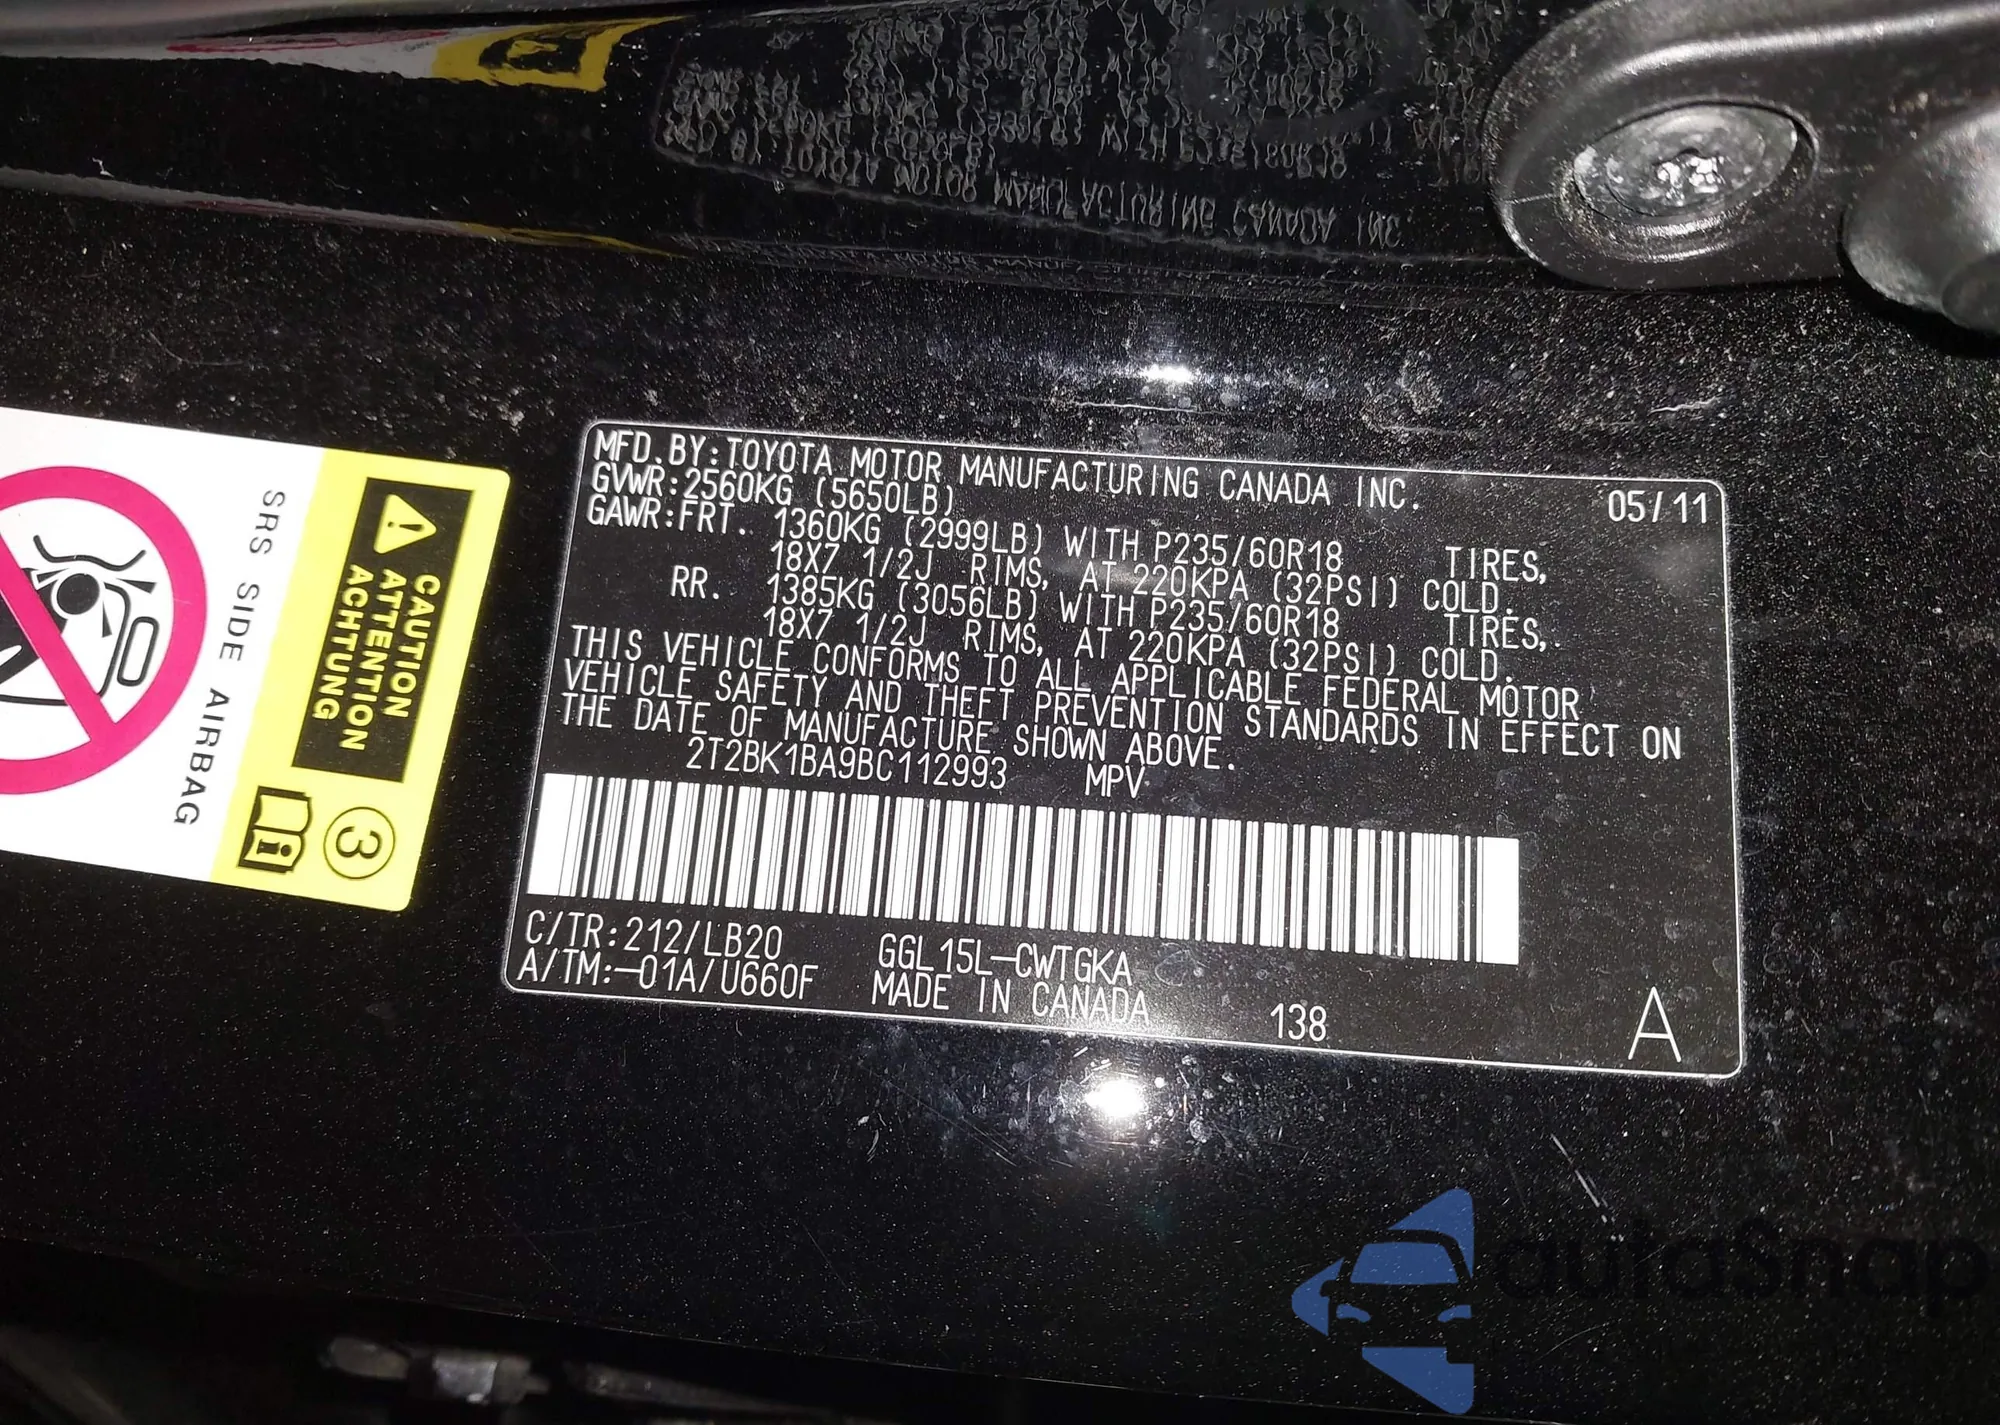 MFD.BY:TOYOTA MOTOR MANUFACTURING CANADA INC. 05/11
GVWR:2560KG (5650LB)
GAWR:FRT. 1360KG (2999LB) WITH P235/60R18 TIRES,
18X7 1/2J RIMS, AT 220KPA (32PSI) COLD.
RR. 1385KG (3056LB) WITH P235/60R18 TIRES,
18X7 1/2J RIMS, AT 220KPA (32PSI) COLD.
THIS VEHICLE CONFORMS TO ALL APPLICABLE FEDERAL MOTOR
VEHICLE SAFETY AND THEFT PREVENTION STANDARDS IN EFFECT ON
THE DATE OF MANUFACTURE SHOWN ABOVE.
2T2BK1BA9BC112993 MPV
C/TR:212/LB20 GGL15L-CWTGKA
A/TM:-01A/U660F MADE IN CANADA 138 A
CAUTION
ATTENTION
ACHTUNG
SRS SIDE AIRBAG
3
autaSnap